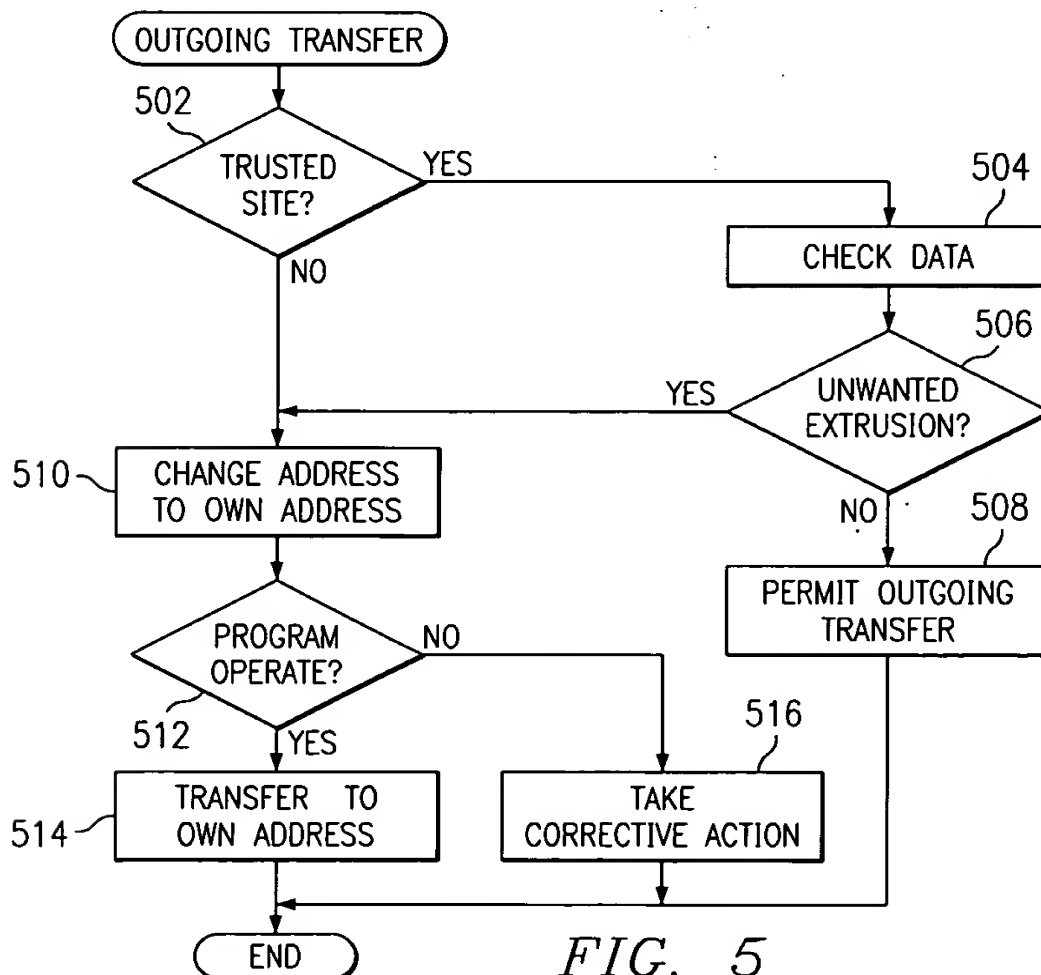 OUTGOING TRANSFER
502
TRUSTED
SITE?
YES
NO
504
CHECK DATA
506
UNWANTED
EXTRUSION?
YES
NO
508
PERMIT OUTGOING
TRANSFER
510
CHANGE ADDRESS
TO OWN ADDRESS
PROGRAM
OPERATE?
NO
512
YES
514
TRANSFER TO
OWN ADDRESS
516
TAKE
CORRECTIVE ACTION
END
FIG. 5